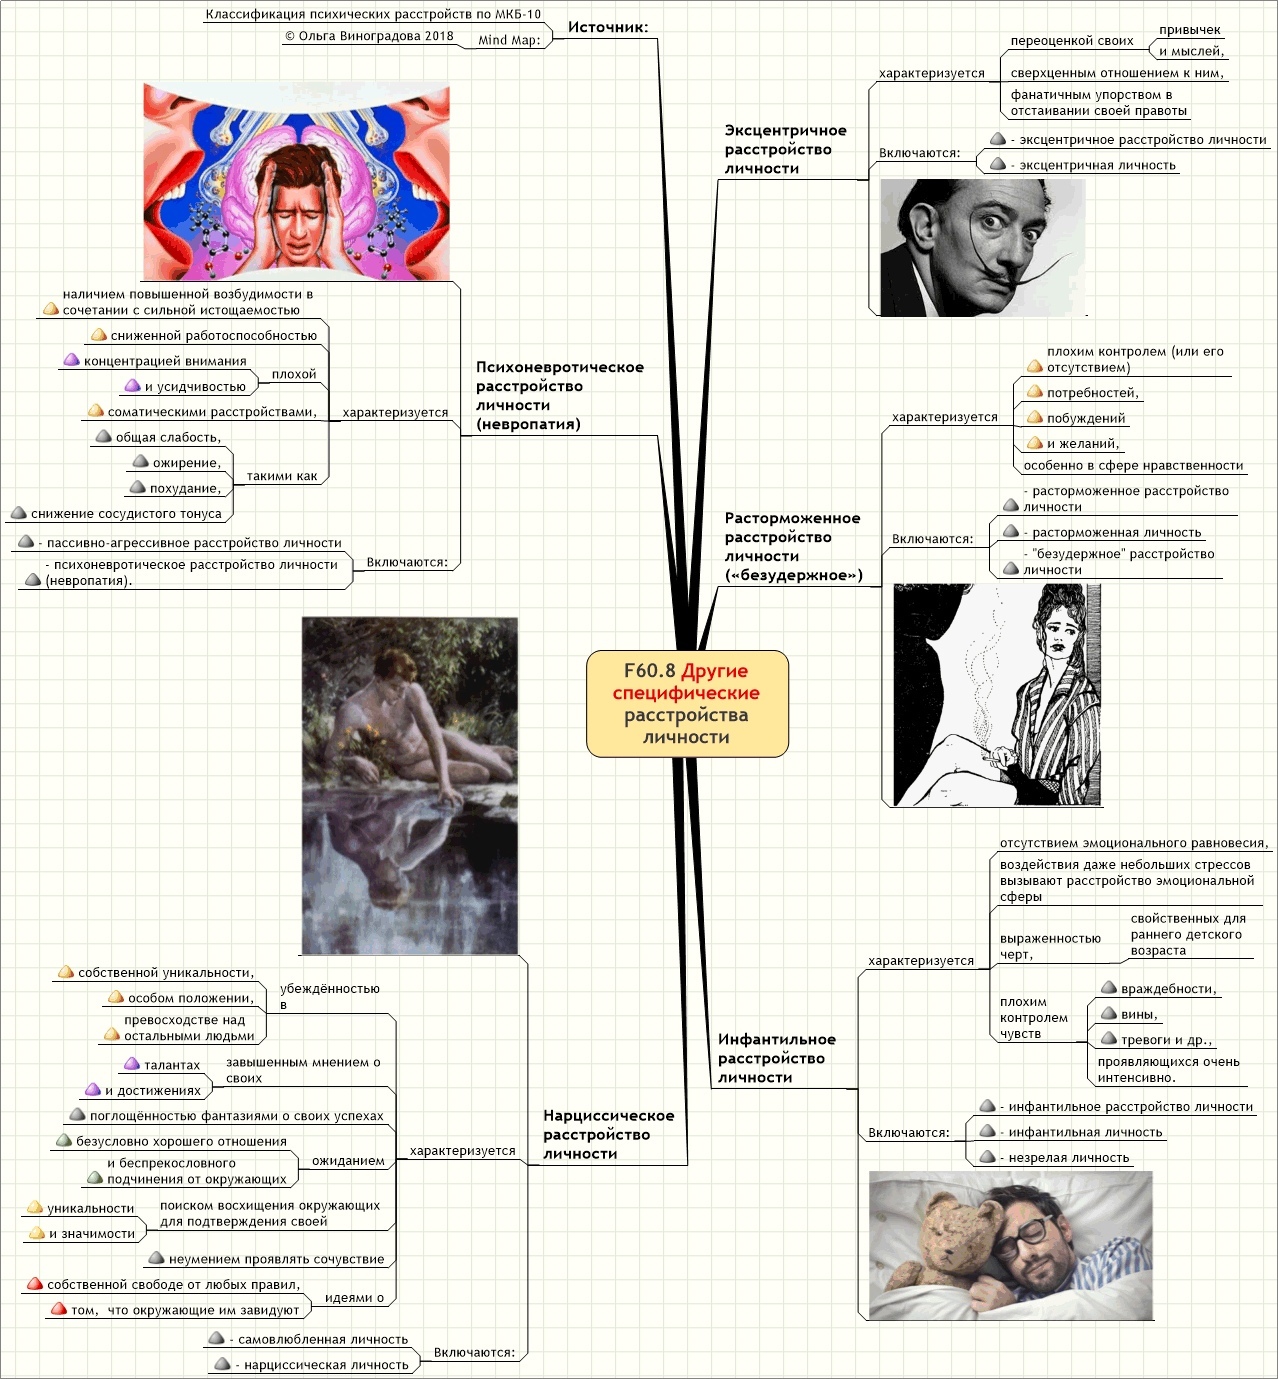 Классификация психических расстройств по МКБ-10
© Ольга Виноградова 2018
Mind Map:
Источник:
Эксцентричное
расстройство
личности
характеризуется
переоценкой своих
привычек
и мыслей,
сверхценным отношением к ним,
фанатичным упорством в
отстаивании своей правоты
Включаются:
- эксцентричное расстройство личности
- эксцентричная личность
Психоневротическое
расстройство
личности
(невропатия)
характеризуется
наличием повышенной возбудимости в
сочетании с сильной истощаемостью
сниженной работоспособностью
плохой
концентрацией внимания
и усидчивостью
соматическими расстройствами,
такими как
общая слабость,
ожирение,
похудание,
снижение сосудистого тонуса
Включаются:
- пассивно-агрессивное расстройство личности
- психоневротическое расстройство личности
(невропатия).
Расторможенное
расстройство
личности
(«безудержное»)
характеризуется
плохим контролем (или его
отсутствием)
потребностей,
побуждений
и желаний,
особенно в сфере нравственности
Включаются:
- расторможенное расстройство
личности
- расторможенная личность
- "безудержное" расстройство
личности
F60.8 Другие
специфические
расстройства
личности
Инфантильное
расстройство
личности
характеризуется
отсутствием эмоционального равновесия,
воздействия даже небольших стрессов
вызывают расстройство эмоциональной
сферы
выраженностью
черт,
свойственных для
раннего детского
возраста
плохим
контролем
чувств
враждебности,
вины,
тревоги и др.,
проявляющихся очень
интенсивно.
Включаются:
- инфантильное расстройство личности
- инфантильная личность
- незрелая личность
Нарциссическое
расстройство
личности
характеризуется
убеждённостью
в
собственной уникальности,
особом положении,
превосходстве над
остальными людьми
завышенным мнением о
своих
талантах
и достижениях
поглощённостью фантазиями о своих успехах
ожиданием
безусловно хорошего отношения
и беспрекословного
подчинения от окружающих
поиском восхищения окружающих
для подтверждения своей
уникальности
и значимости
неумением проявлять сочувствие
идеями о
собственной свободе от любых правил,
том, что окружающие им завидуют
Включаются:
- самовлюбленная личность
- нарциссическая личность